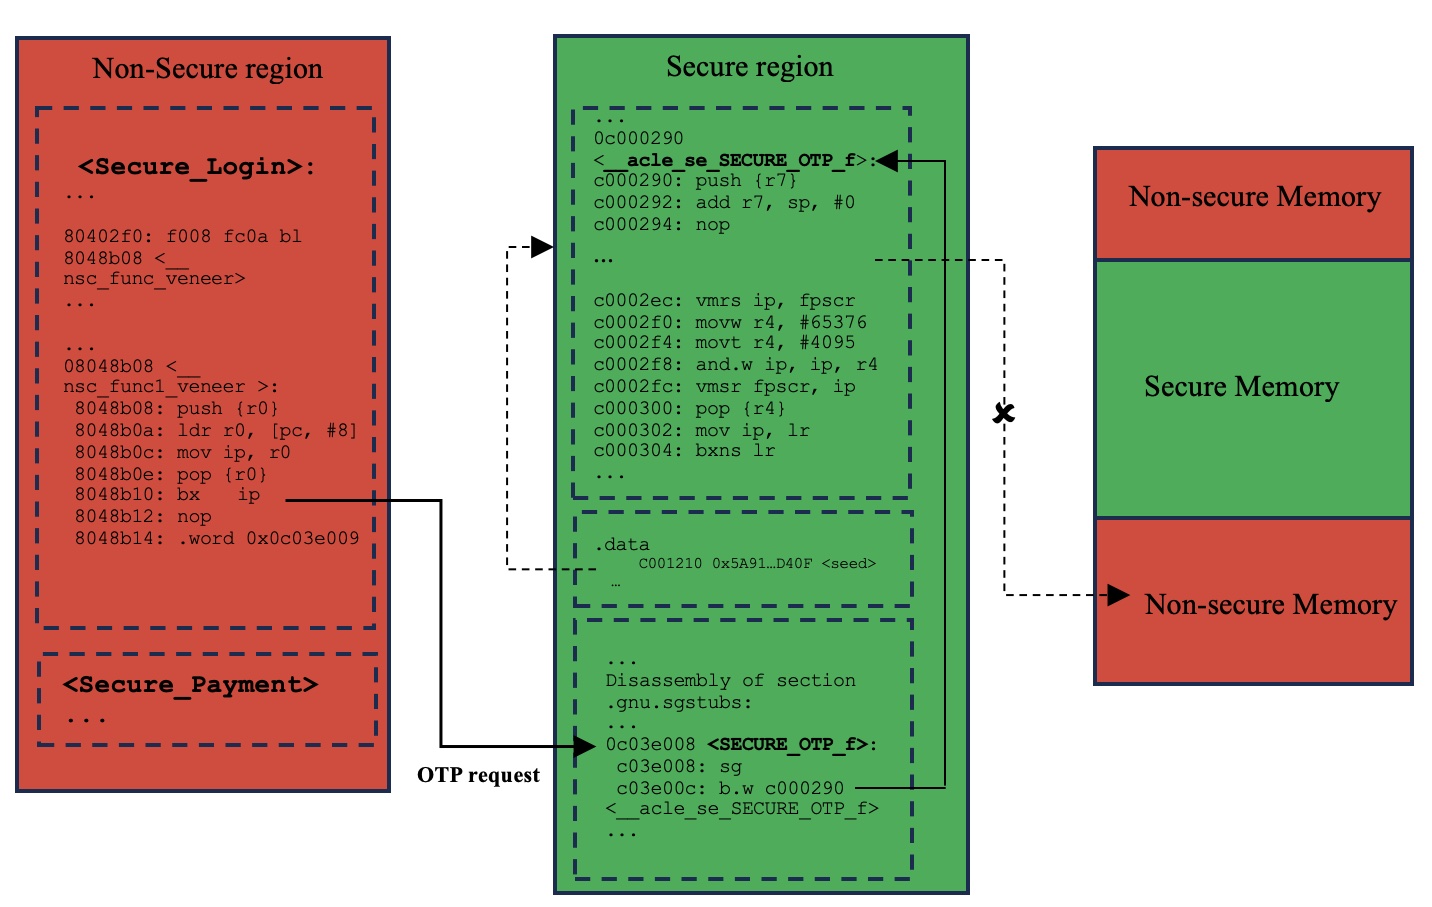 Non-Secure region
<Secure_Login>:
...
80402f0: f008 fc0a bl
8048b08 <__
nsc_func_veneer>
...
...
08048b08 <__
nsc_func1_veneer >:
8048b08: push {r0}
8048b0a: ldr r0, [pc, #8]
8048b0c: mov ip, r0
8048b0e: pop {r0}
8048b10: bx ip
8048b12: nop
8048b14: .word 0x0c03e009
<Secure_Payment>
...
OTP request
Secure region
...
0c000290
<__acle_se_SECURE_OTP_f>:
c000290: push {r7}
c000292: add r7, sp, #0
c000294: nop
...
c0002ec: vmrs ip, fpscr
c0002f0: movw r4, #65376
c0002f4: movt r4, #4095
c0002f8: and.w ip, ip, r4
c0002fc: vmsr fpscr, ip
c000300: pop {r4}
c000302: mov ip, lr
c000304: bxns lr
...
.data
C001210 0x5A91…D40F <seed>
…
...
Disassembly of section
.gnu.sgstubs:
...
0c03e008 <SECURE_OTP_f>:
c03e008: sg
c03e00c: b.w c000290
<__acle_se_SECURE_OTP_f>
...
Non-secure Memory
Secure Memory
Non-secure Memory